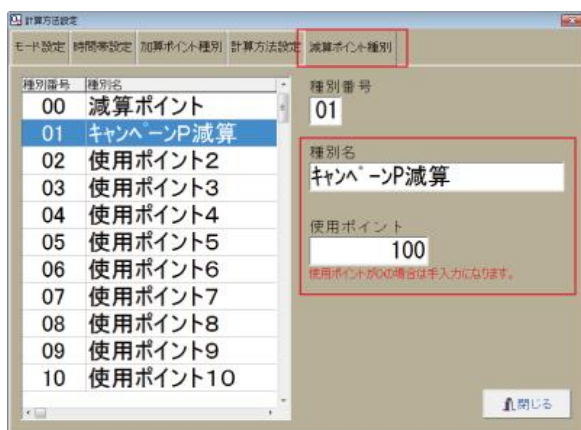 計算方法設定
モード設定 時間帯設定 加算ポイント種別 計算方法設定 減算ポイント種別
種別番号 種別名
00 減算ポイント
01 キャンペーンP減算
02 使用ポイント2
03 使用ポイント3
04 使用ポイント4
05 使用ポイント5
06 使用ポイント6
07 使用ポイント7
08 使用ポイント8
09 使用ポイント9
10 使用ポイント10
種別番号
01
種別名
キャンペーンP減算
使用ポイント
100
使用ポイントが0の場合は手入力になります。
閉じる